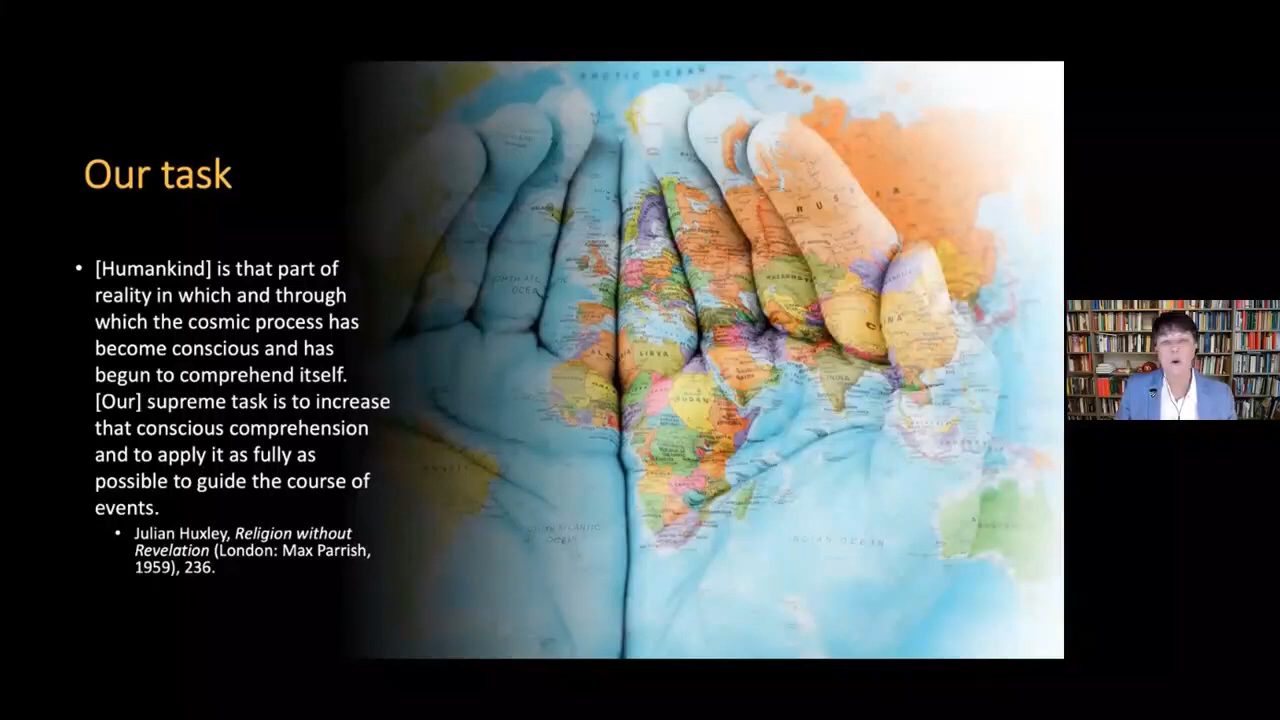 Our task
• [Humankind] is that part of
reality in which and through
which the cosmic process has
become conscious and has
begun to comprehend itself.
[Our] supreme task is to increase
that conscious comprehension
and to apply it as fully as
possible to guide the course of
events.
• Julian Huxley, Religion without
Revelation (London: Max Parrish,
1959), 236.
ARCTIC OCEAN
RUSSIA
CHINA
LIBYA
INDIA
SUDAN
INDIAN OCEAN